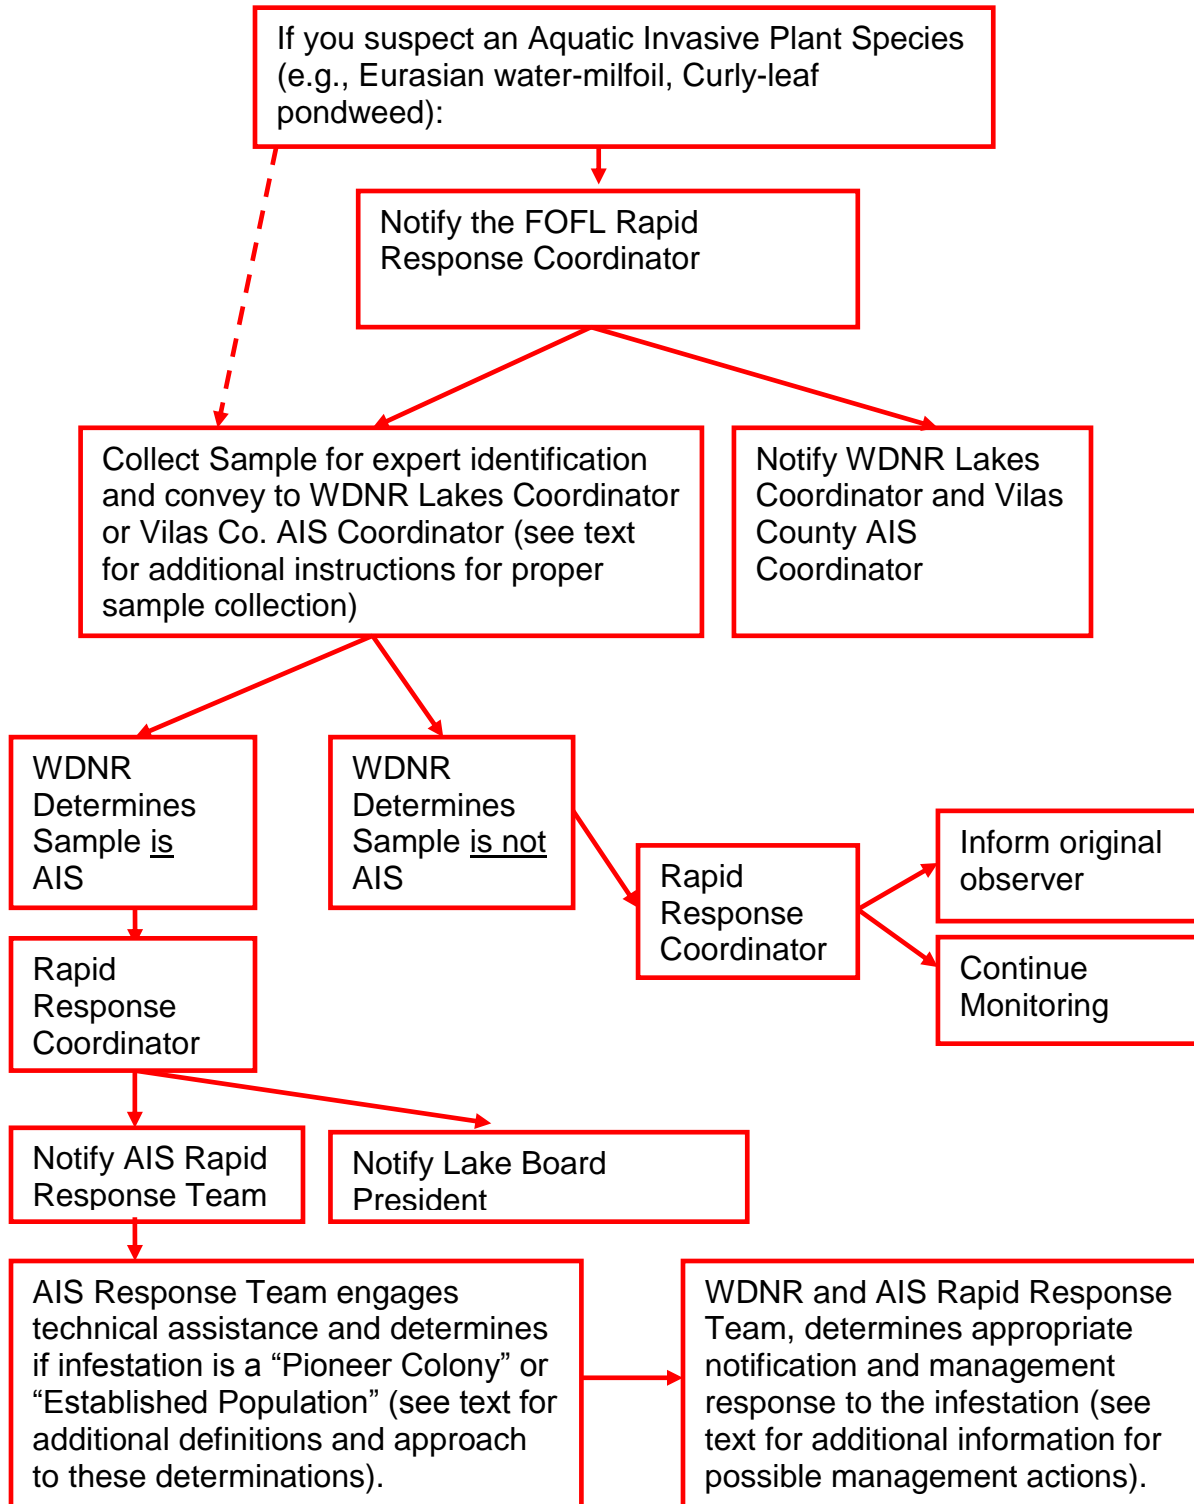 If you suspect an Aquatic Invasive Plant Species
(e.g., Eurasian water-milfoil, Curly-leaf
pondweed):
Notify the FOFL Rapid
Response Coordinator
Collect Sample for expert identification
and convey to WDNR Lakes Coordinator
or Vilas Co. AIS Coordinator (see text
for additional instructions for proper
sample collection)
Notify WDNR Lakes
Coordinator and Vilas
County AIS
Coordinator
WDNR
Determines
Sample is
AIS
WDNR
Determines
Sample is not
AIS
Rapid
Response
Coordinator
Inform original
observer
Continue
Monitoring
Rapid
Response
Coordinator
Notify AIS Rapid
Response Team
Notify Lake Board
President
AIS Response Team engages
technical assistance and determines
if infestation is a “Pioneer Colony” or
“Established Population” (see text for
additional definitions and approach
to these determinations).
WDNR and AIS Rapid Response
Team, determines appropriate
notification and management
response to the infestation (see
text for additional information for
possible management actions).